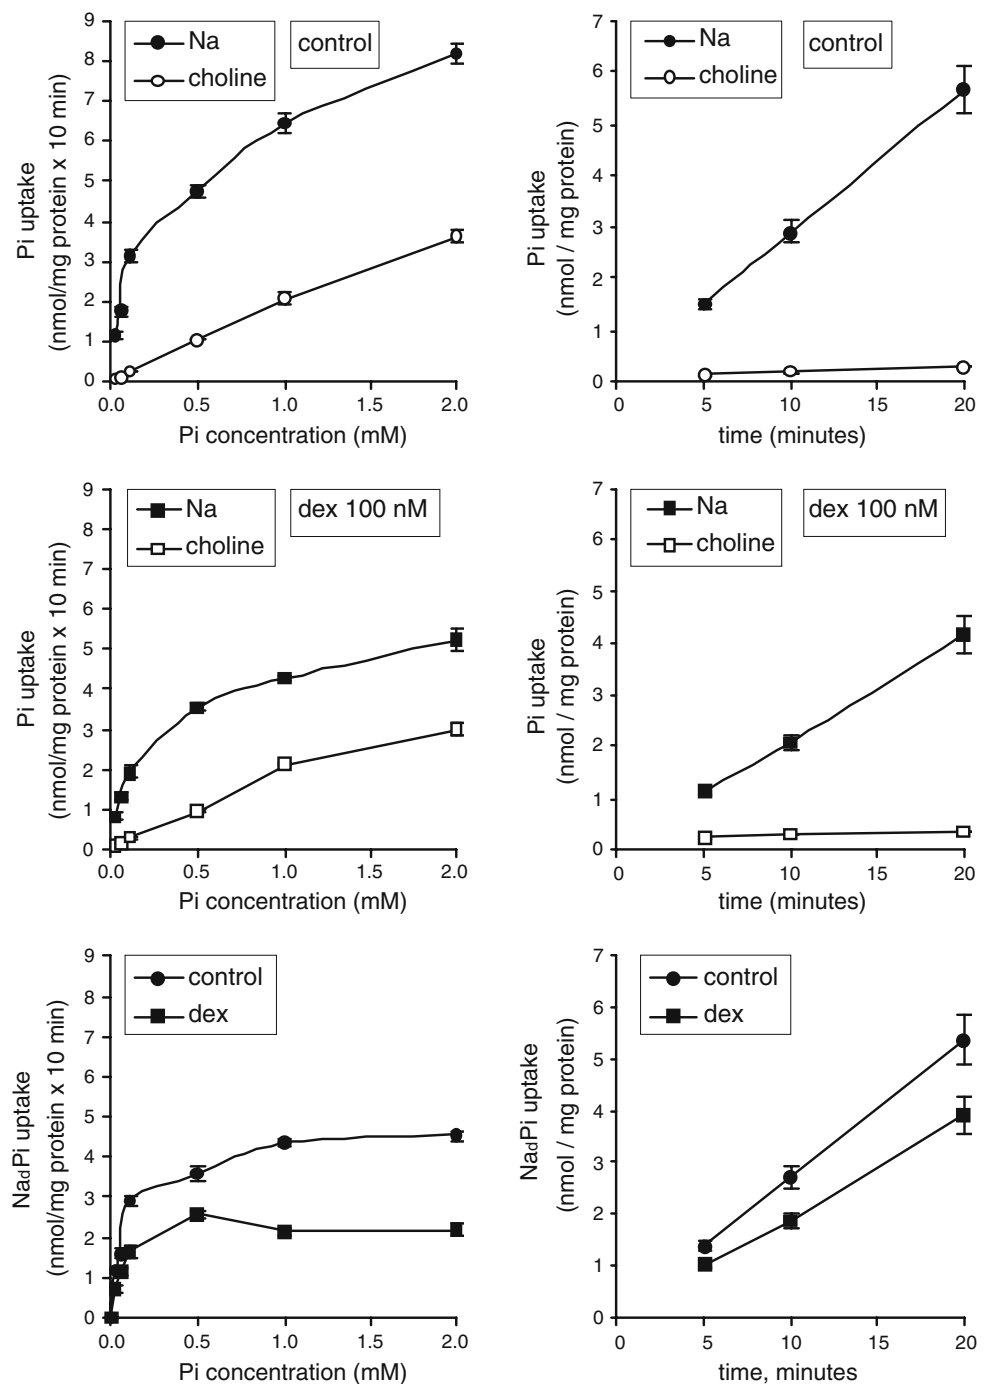 Na
choline
control
Pi uptake
(nmol/mg protein x 10 min)
9
8
7
6
5
4
3
2
1
0
0.0 0.5 1.0 1.5 2.0
Pi concentration (mM)
Na
choline
control
Pi uptake
(nmol / mg protein)
7
6
5
4
3
2
1
0
0 5 10 15 20
time (minutes)
Na
choline
dex 100 nM
Pi uptake
(nmol/mg protein x 10 min)
9
8
7
6
5
4
3
2
1
0
0.0 0.5 1.0 1.5 2.0
Pi concentration (mM)
Na
choline
dex 100 nM
Pi uptake
(nmol / mg protein)
7
6
5
4
3
2
1
0
0 5 10 15 20
time (minutes)
control
dex
NadPi uptake
(nmol/mg protein x 10 min)
9
8
7
6
5
4
3
2
1
0
0.0 0.5 1.0 1.5 2.0
Pi concentration (mM)
control
dex
NadPi uptake
(nmol / mg protein)
7
6
5
4
3
2
1
0
0 5 10 15 20
time, minutes